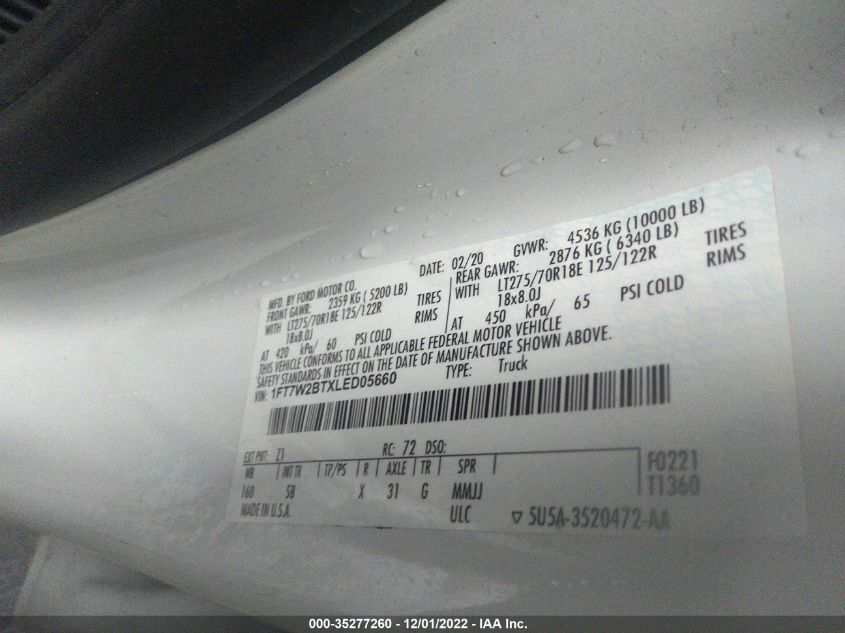 MFD. BY FORD MOTOR CO.
DATE: 02/20 GVWR: 4536 KG (10000 LB)
FRONT GAWR: 2359 KG ( 5200 LB) REAR GAWR: 2876 KG ( 6340 LB)
WITH LT275/70R18E 125/122R TIRES WITH LT275/70R18E 125/122R TIRES
18x8.0J RIMS 18x8.0J RIMS
AT 420 kPa/ 60 PSI COLD AT 450 kPa/ 65 PSI COLD
THIS VEHICLE CONFORMS TO ALL APPLICABLE FEDERAL MOTOR VEHICLE
SAFETY STANDARDS IN EFFECT ON THE DATE OF MANUFACTURE SHOWN ABOVE.
VIN: 1FT7W2BTXLED05660 TYPE: Truck
EXT PNT: Z1 RC: 72 DSO:
WB INT TR TP/PS R AXLE TR SPR F0221
160 58 X 31 G MMJJ T1360
MADE IN U.S.A. ULC 5U5A-3520472-AA
000-35277260 - 12/01/2022 - IAA Inc.